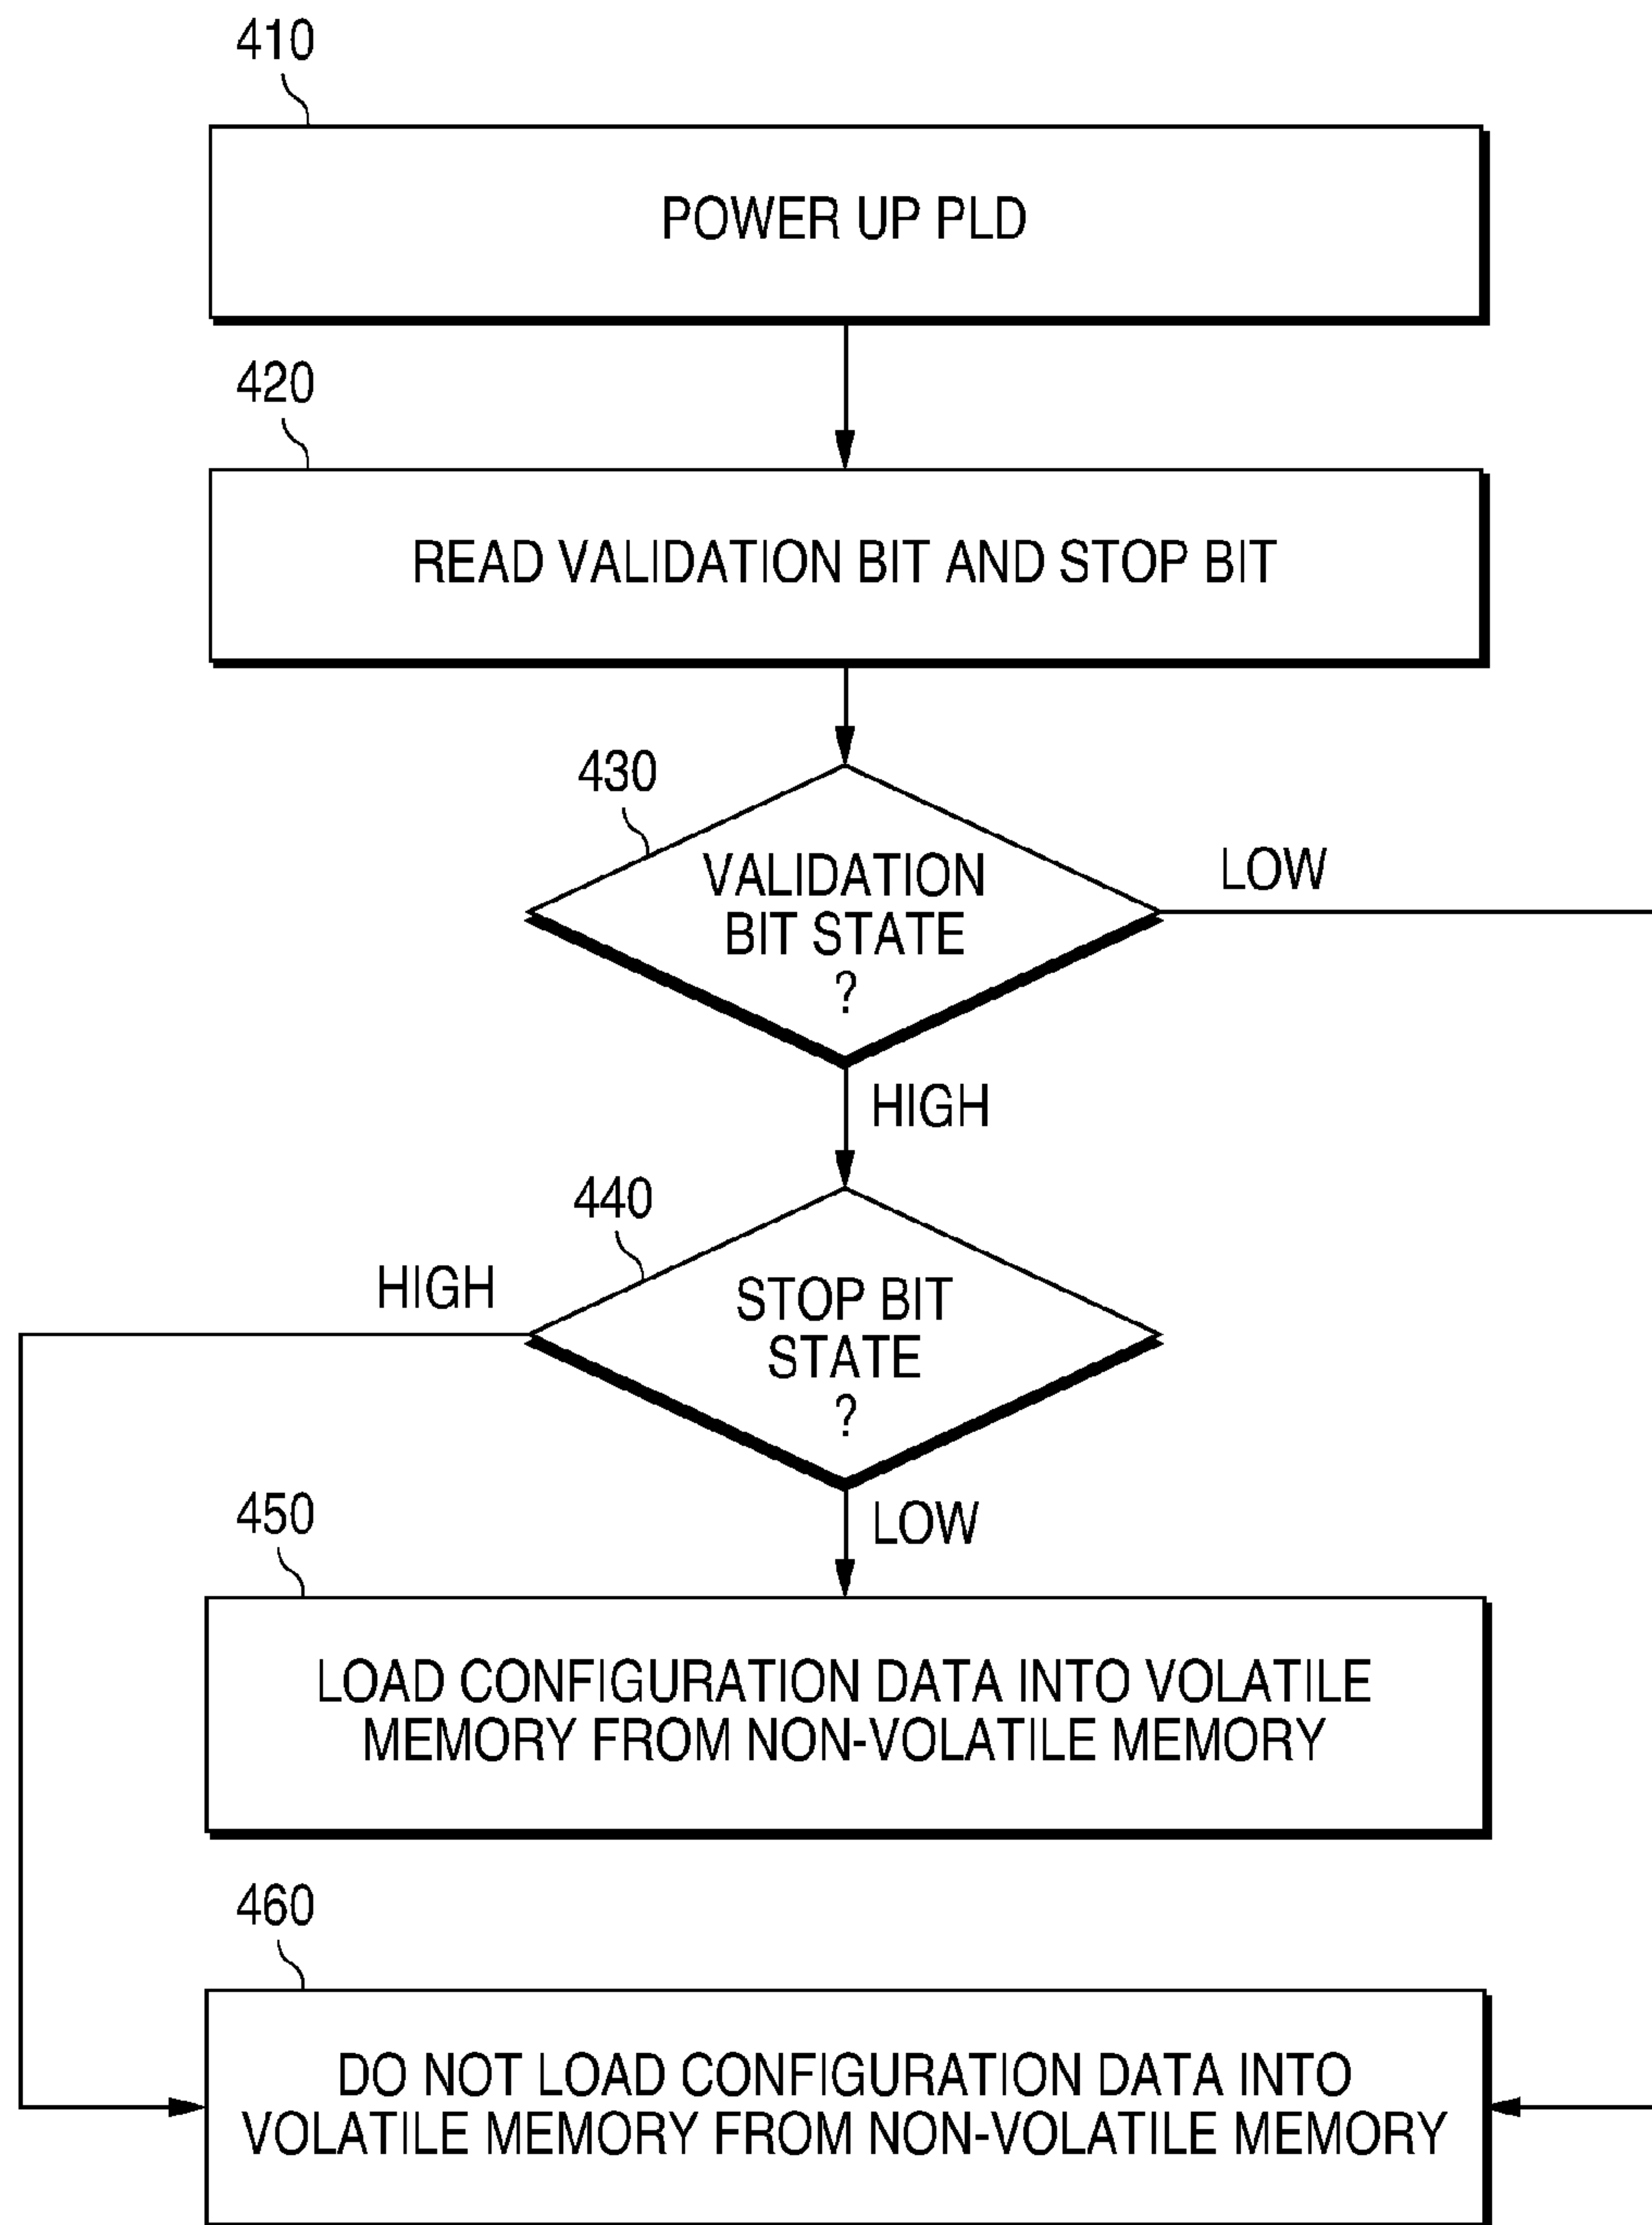 410
POWER UP PLD
420
READ VALIDATION BIT AND STOP BIT
430
VALIDATION
BIT STATE
?
LOW
HIGH
440
HIGH
STOP BIT
STATE
?
LOW
450
LOAD CONFIGURATION DATA INTO VOLATILE
MEMORY FROM NON-VOLATILE MEMORY
460
DO NOT LOAD CONFIGURATION DATA INTO
VOLATILE MEMORY FROM NON-VOLATILE MEMORY